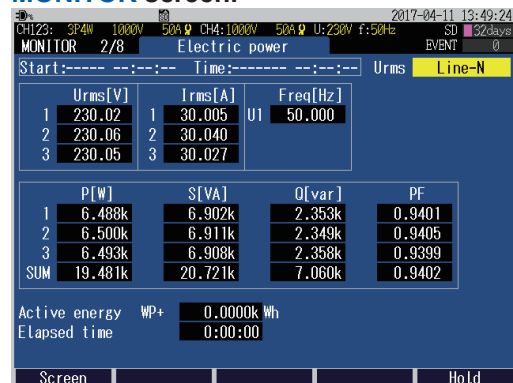 MONITOR screen.
CH123: 3P4W 1000V 50A CH4:1000V 50A U:230V f:50Hz 2017-04-11 13:49:24
SD 32days
MONITOR 2/8 Electric power EVENT 0
Start:----- --:--:-- Time:----- --:--:-- Urms Line-N
Urms[V] Irms[A] Freq[Hz]
1 230.02 1 30.005 U1 50.000
2 230.06 2 30.040
3 230.05 3 30.027
P[W] S[VA] Q[var] PF
1 6.488k 6.902k 2.353k 0.9401
2 6.500k 6.911k 2.349k 0.9405
3 6.493k 6.908k 2.358k 0.9399
SUM 19.481k 20.721k 7.060k 0.9402
Active energy WP+ 0.0000k Wh
Elapsed time 0:00:00
Screen Hold